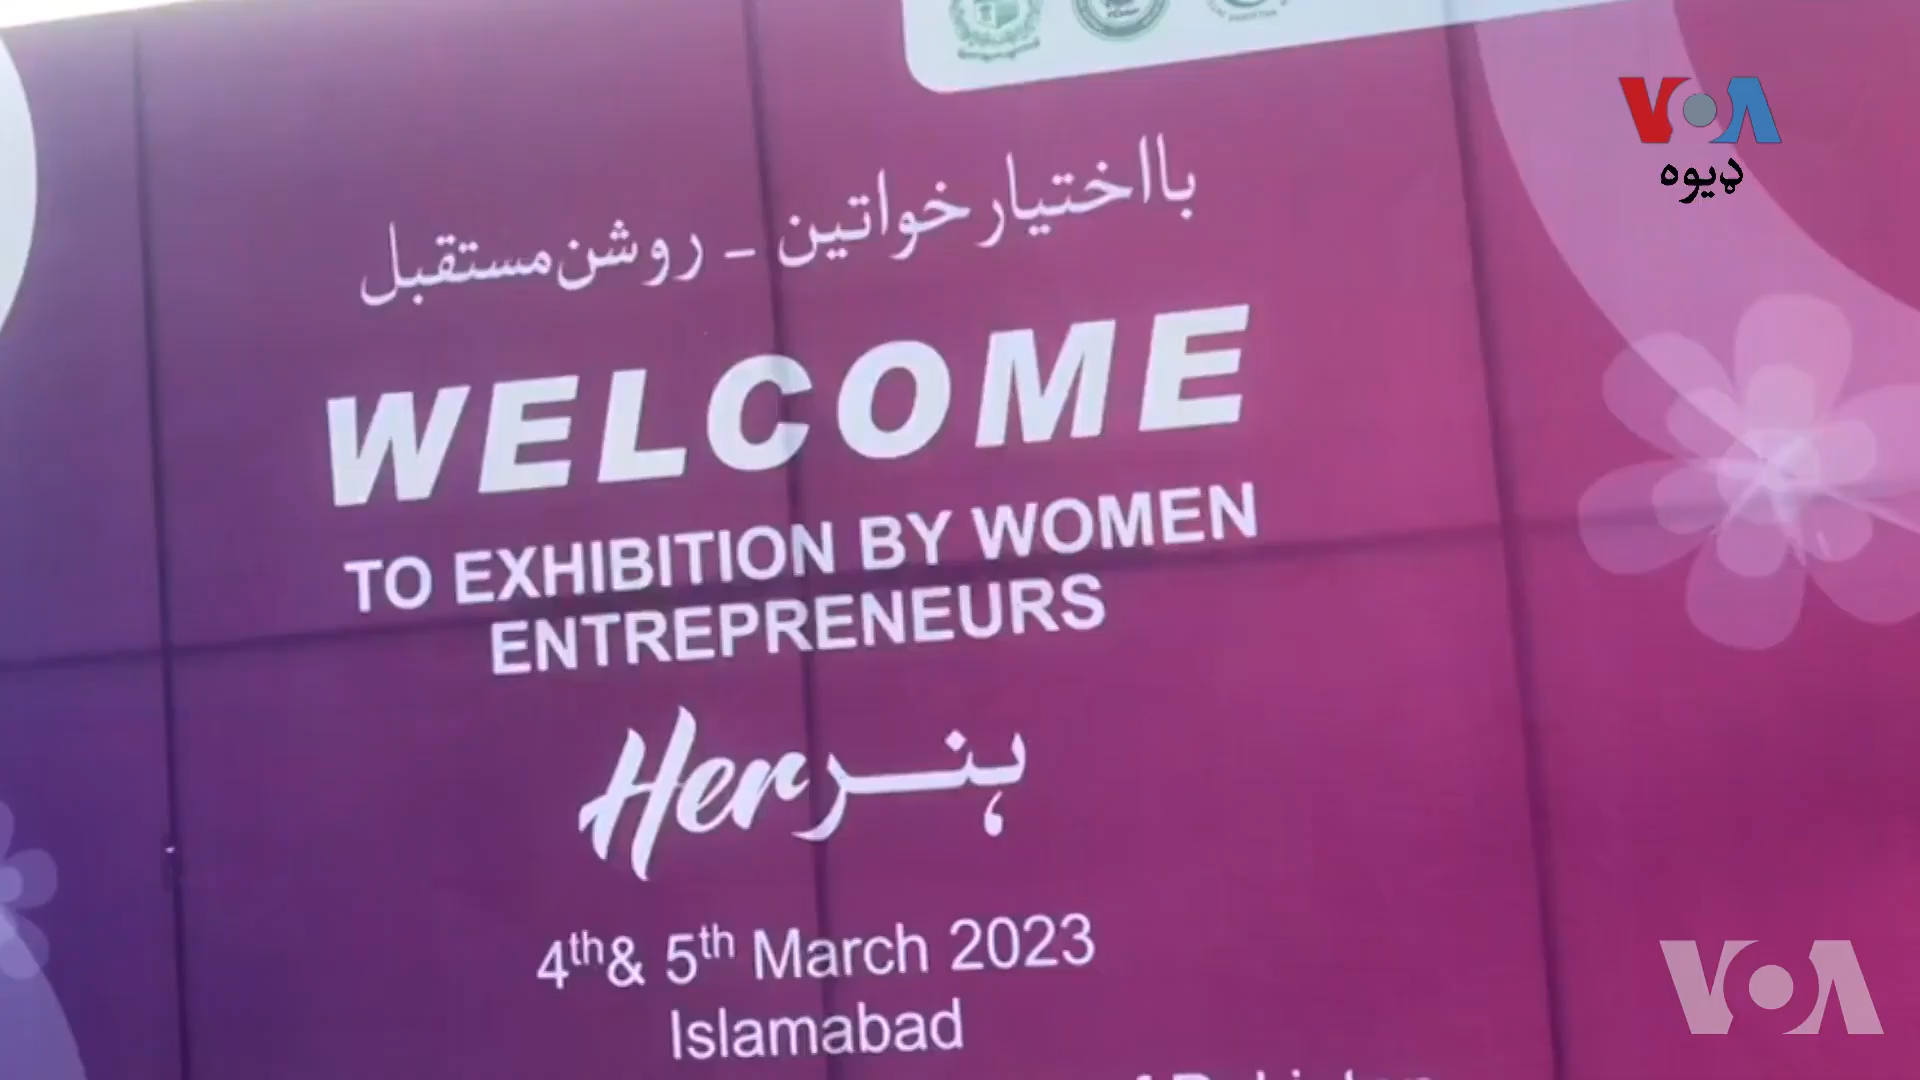 VOA
ډیوه
بااختیار خواتین - روشن مستقبل
WELCOME
TO EXHIBITION BY WOMEN
ENTREPRENEURS
Her ہنر
4th & 5th March 2023
Islamabad
VOA